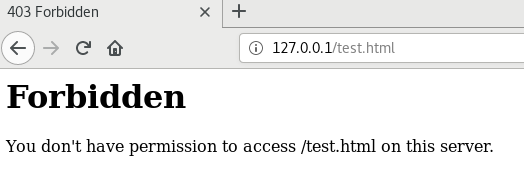 403 Forbidden
127.0.0.1/test.html
Forbidden
You don't have permission to access /test.html on this server.